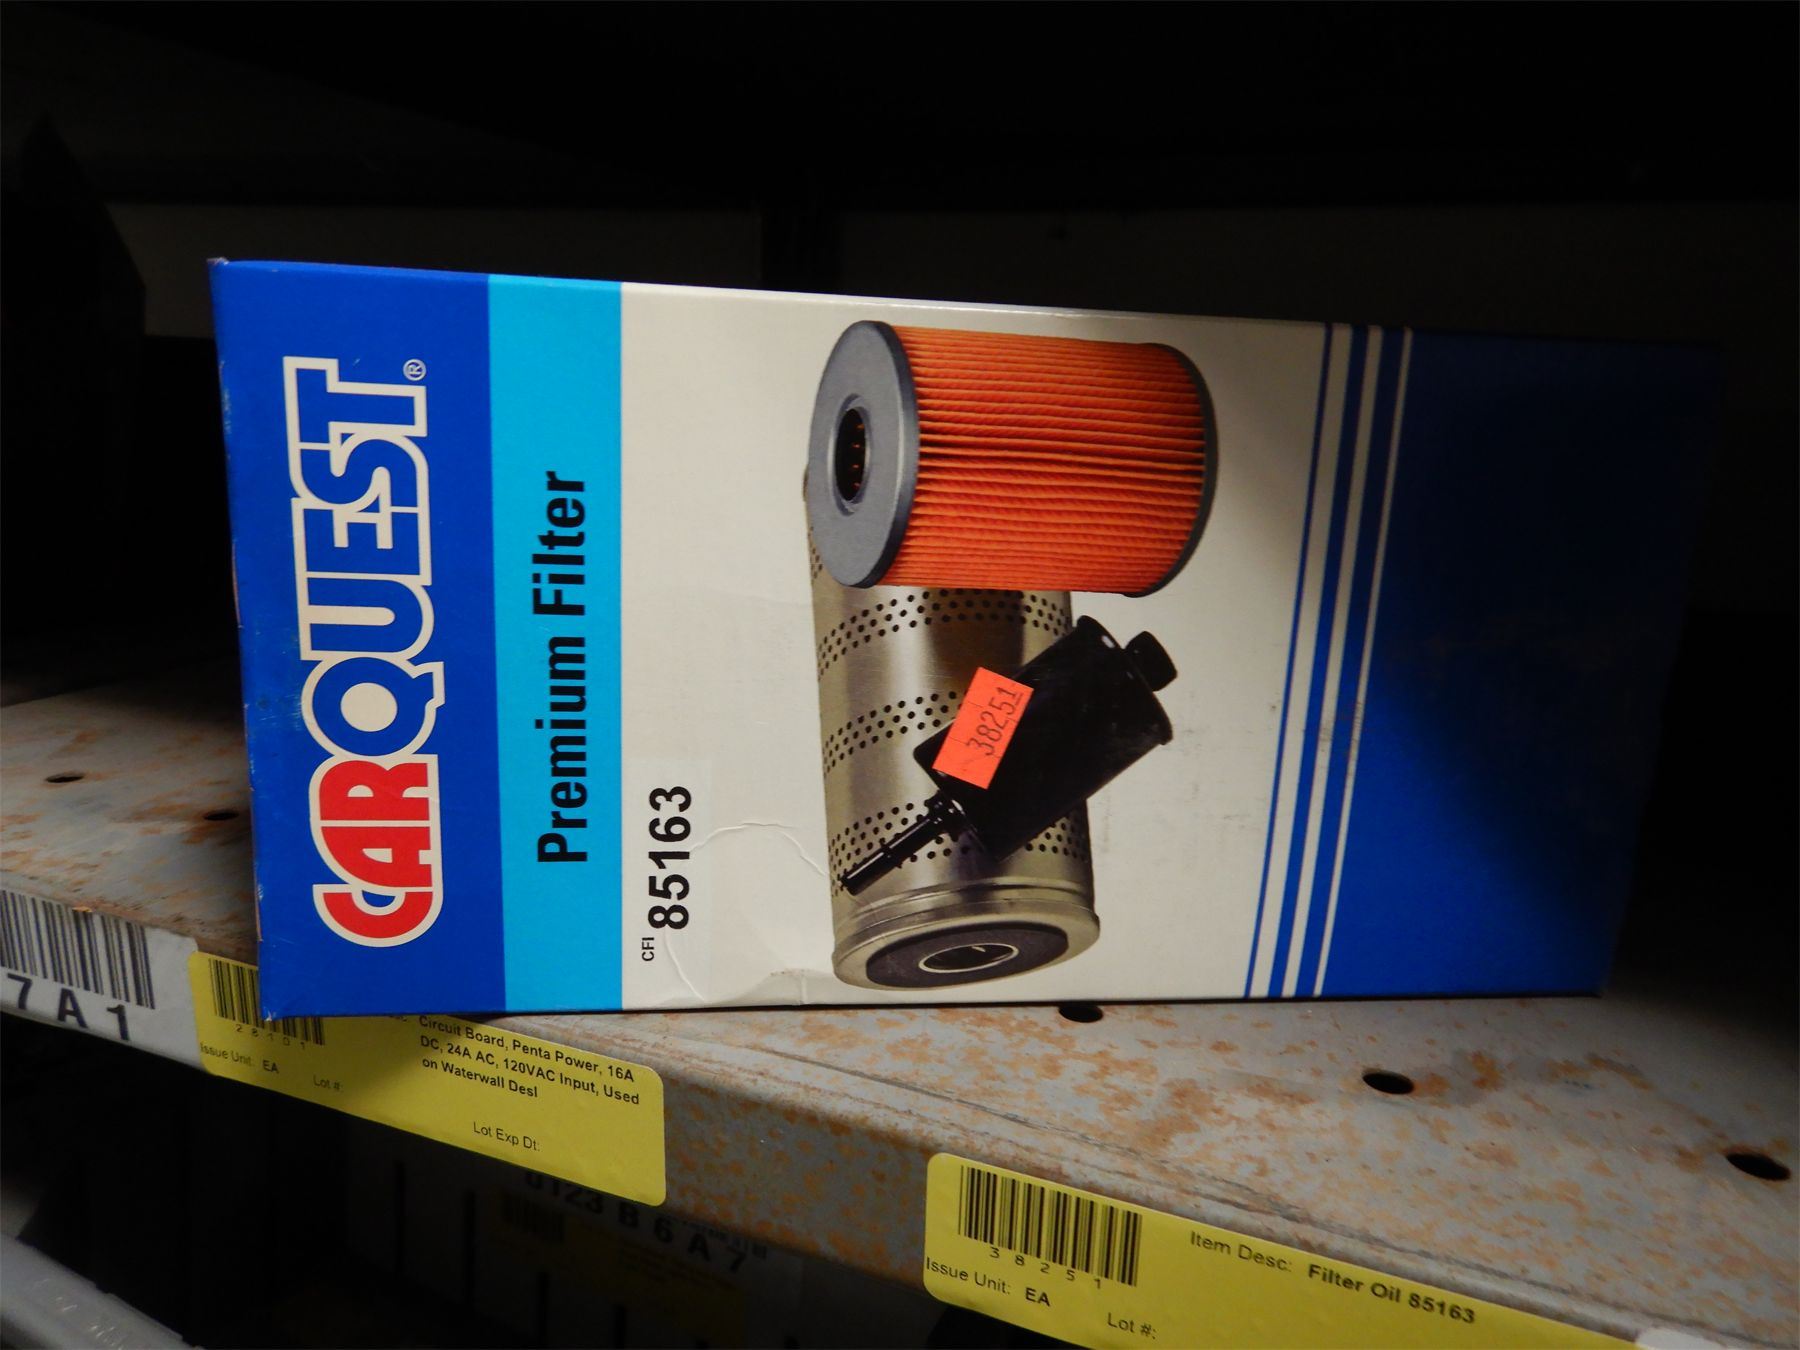 CARQUEST®
Premium Filter
CFI 85163
38251
7A1
28101
Issue Unit: EA
Lot #:
Circuit Board, Penta Power, 16A
DC, 24A AC, 120VAC Input, Used
on Waterwall Desl
Lot Exp Dt:
B 6 A 7
38251
Issue Unit: EA
Lot #:
Item Desc: Filter Oil 85163